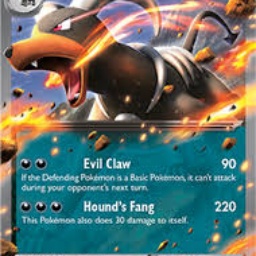 Evil Claw 90
If the Defending Pokémon is a Basic Pokémon, it can't attack
during your opponent's next turn.
Hound's Fang 220
This Pokémon also does 30 damage to itself.